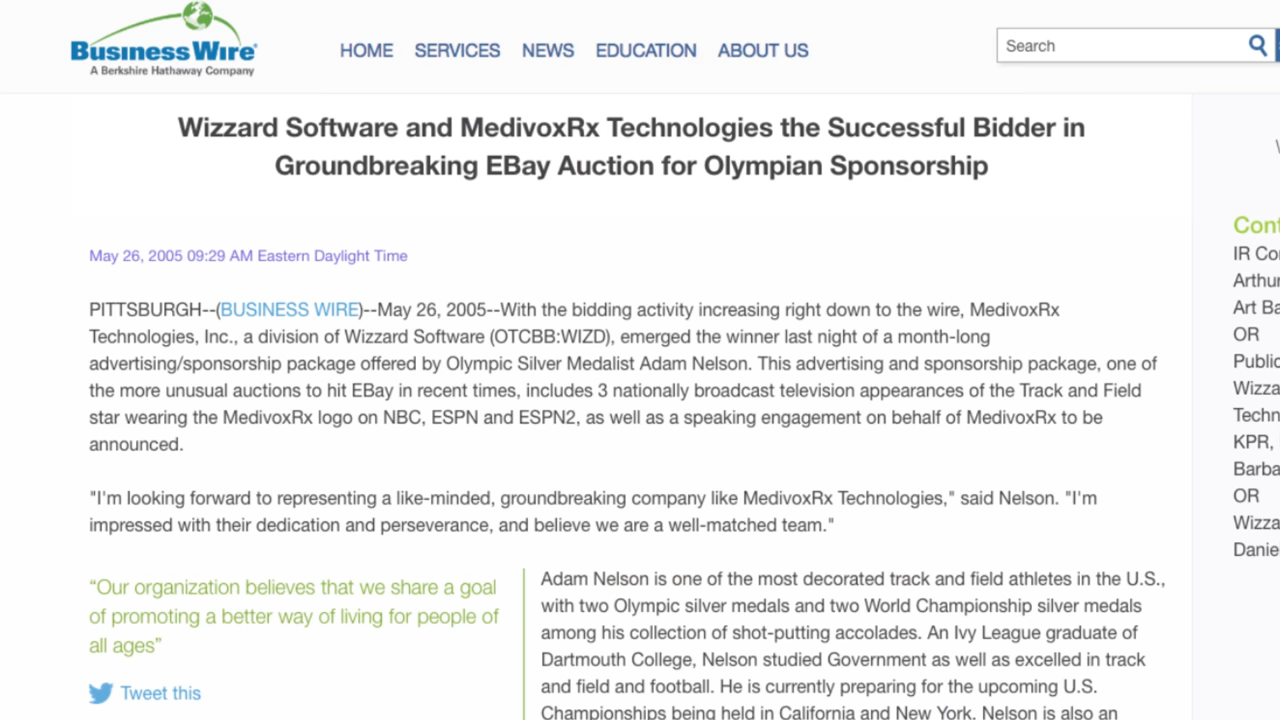 Business Wire
A Berkshire Hathaway Company
HOME SERVICES NEWS EDUCATION ABOUT US
Search
Wizzard Software and MedivoxRx Technologies the Successful Bidder in
Groundbreaking EBay Auction for Olympian Sponsorship
May 26, 2005 09:29 AM Eastern Daylight Time
PITTSBURGH--(BUSINESS WIRE)--May 26, 2005--With the bidding activity increasing right down to the wire, MedivoxRx
Technologies, Inc., a division of Wizzard Software (OTCBB:WIZD), emerged the winner last night of a month-long
advertising/sponsorship package offered by Olympic Silver Medalist Adam Nelson. This advertising and sponsorship package, one of
the more unusual auctions to hit EBay in recent times, includes 3 nationally broadcast television appearances of the Track and Field
star wearing the MedivoxRx logo on NBC, ESPN and ESPN2, as well as a speaking engagement on behalf of MedivoxRx to be
announced.
"I'm looking forward to representing a like-minded, groundbreaking company like MedivoxRx Technologies," said Nelson. "I'm
impressed with their dedication and perseverance, and believe we are a well-matched team."
“Our organization believes that we share a goal
of promoting a better way of living for people of
all ages”
Tweet this
Adam Nelson is one of the most decorated track and field athletes in the U.S.,
with two Olympic silver medals and two World Championship silver medals
among his collection of shot-putting accolades. An Ivy League graduate of
Dartmouth College, Nelson studied Government as well as excelled in track
and field and football. He is currently preparing for the upcoming U.S.
Championships being held in California and New York. Nelson is also an
Cont
IR Co
Arthur
Art Ba
OR
Public
Wizza
Techn
KPR,
Barba
OR
Wizza
Danie